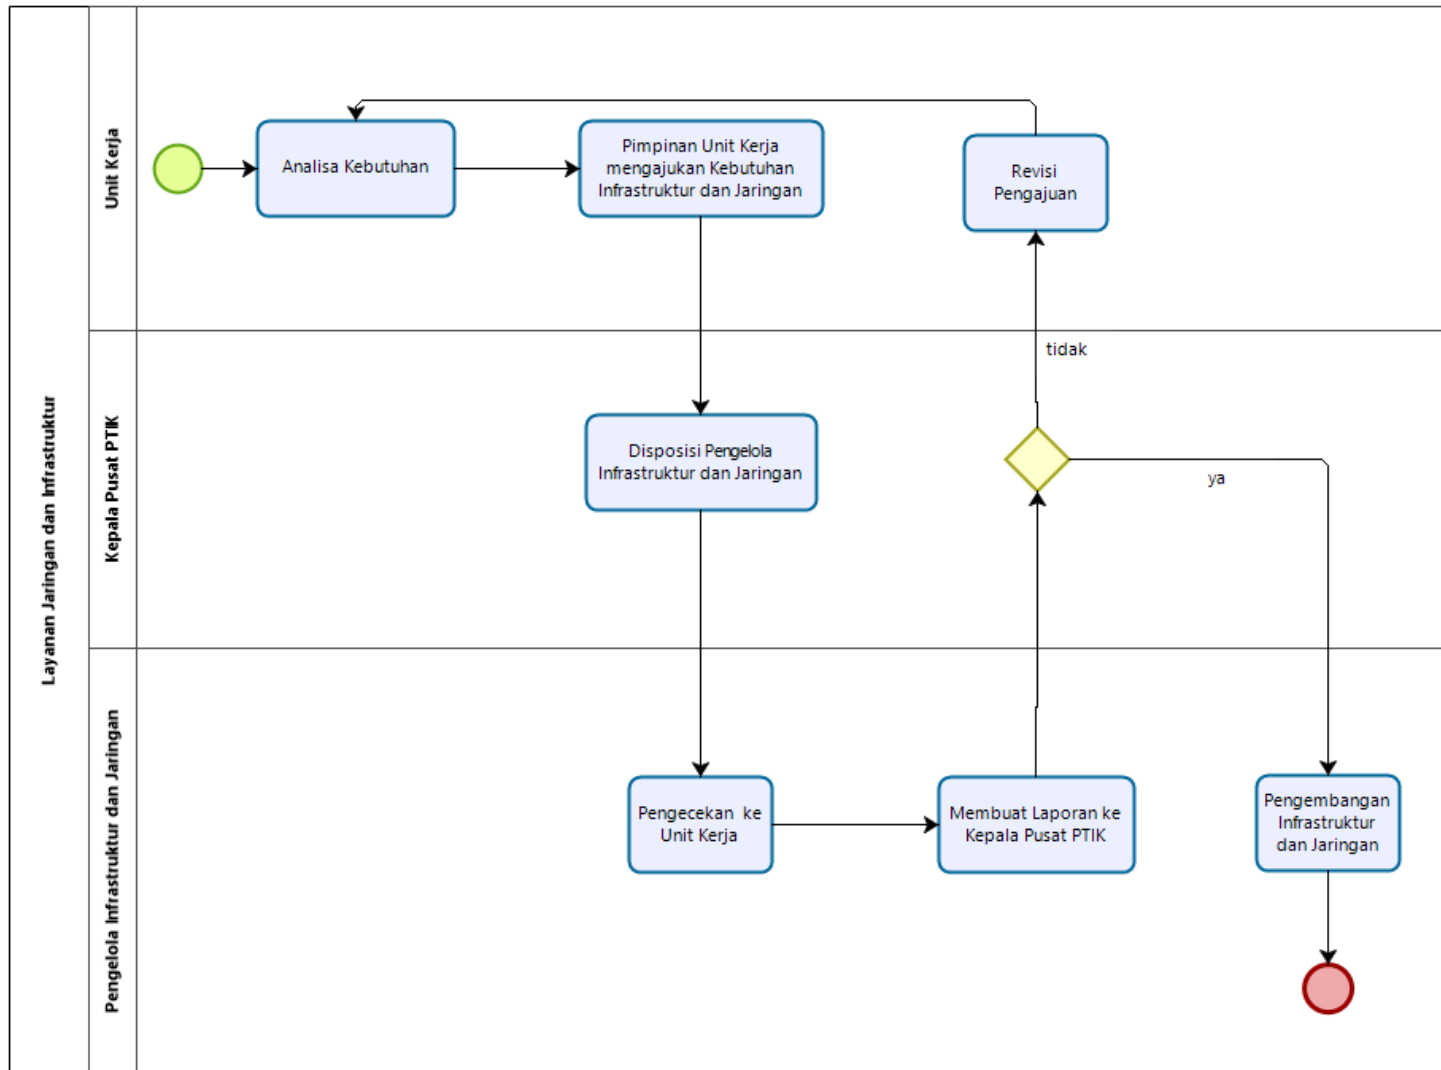 Layanan Jaringan dan Infrastruktur
Unit Kerja
Analisa Kebutuhan
Pimpinan Unit Kerja
mengajukan Kebutuhan
Infrastruktur dan Jaringan
Revisi
Pengajuan
Kepala Pusat PTIK
tidak
Disposisi Pengelola
Infrastruktur dan Jaringan
ya
Pengelola Infrastruktur dan Jaringan
Pengecekan ke
Unit Kerja
Membuat Laporan ke
Kepala Pusat PTIK
Pengembangan
Infrastruktur
dan Jaringan